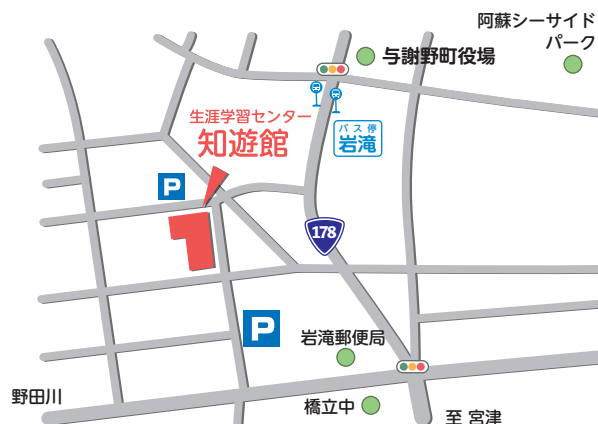 阿蘇シーサイド
パーク
与謝野町役場
生涯学習センター
知遊館
バス停
岩滝
P
178
P
岩滝郵便局
野田川
橋立中
至 宮津